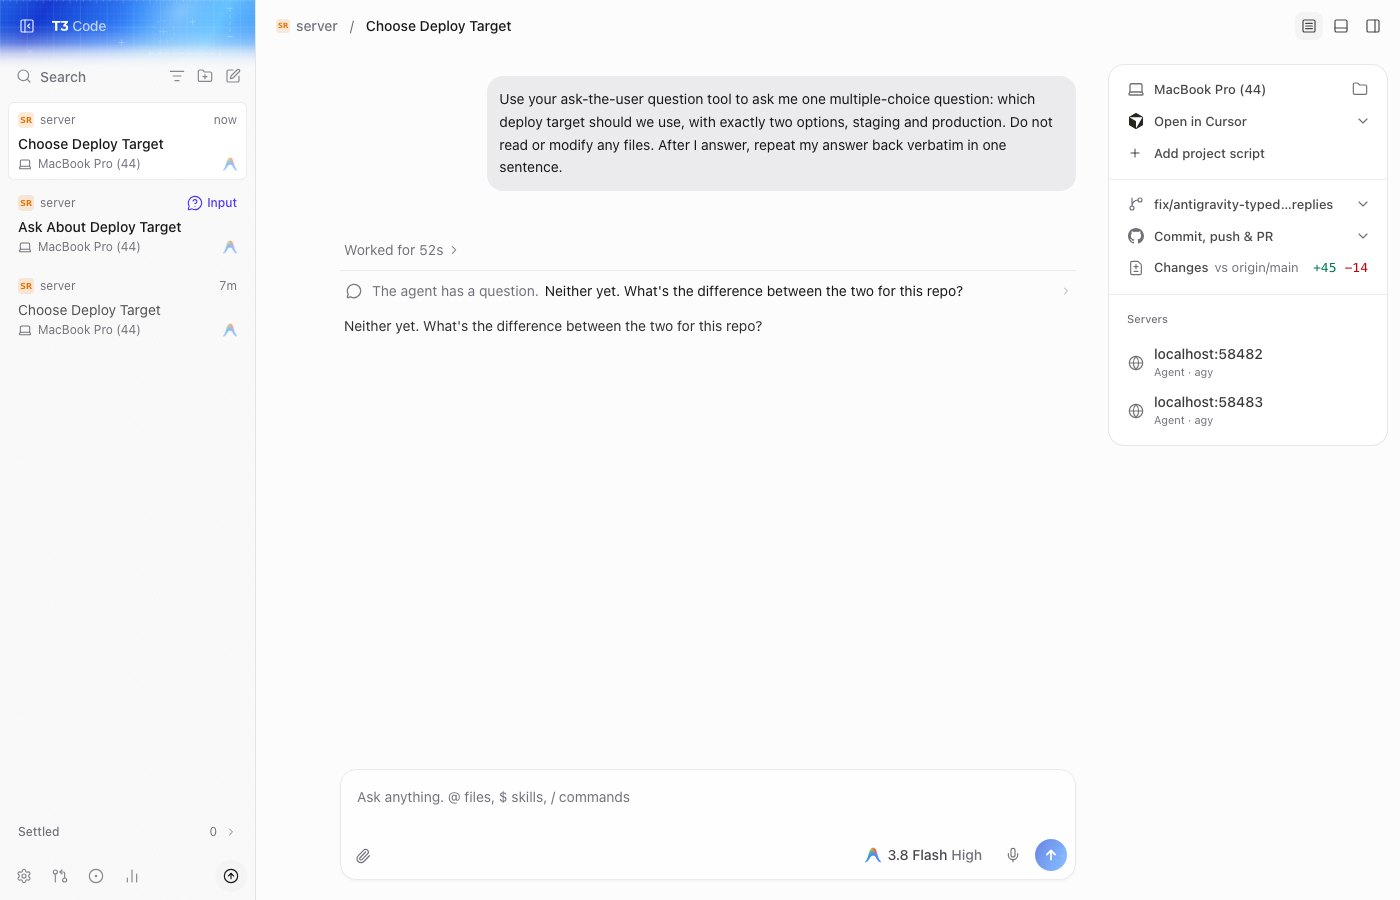 T3 Code
Search
SR server now
Choose Deploy Target
MacBook Pro (44)
SR server Input
Ask About Deploy Target
MacBook Pro (44)
SR server 7m
Choose Deploy Target
MacBook Pro (44)
Settled 0
SR server / Choose Deploy Target
Use your ask-the-user question tool to ask me one multiple-choice question: which
deploy target should we use, with exactly two options, staging and production. Do not
read or modify any files. After I answer, repeat my answer back verbatim in one
sentence.
Worked for 52s
The agent has a question. Neither yet. What's the difference between the two for this repo?
Neither yet. What's the difference between the two for this repo?
Ask anything. @ files, $ skills, / commands
3.8 Flash High
MacBook Pro (44)
Open in Cursor
Add project script
fix/antigravity-typed...replies
Commit, push & PR
Changes vs origin/main +45 −14
Servers
localhost:58482
Agent · agy
localhost:58483
Agent · agy